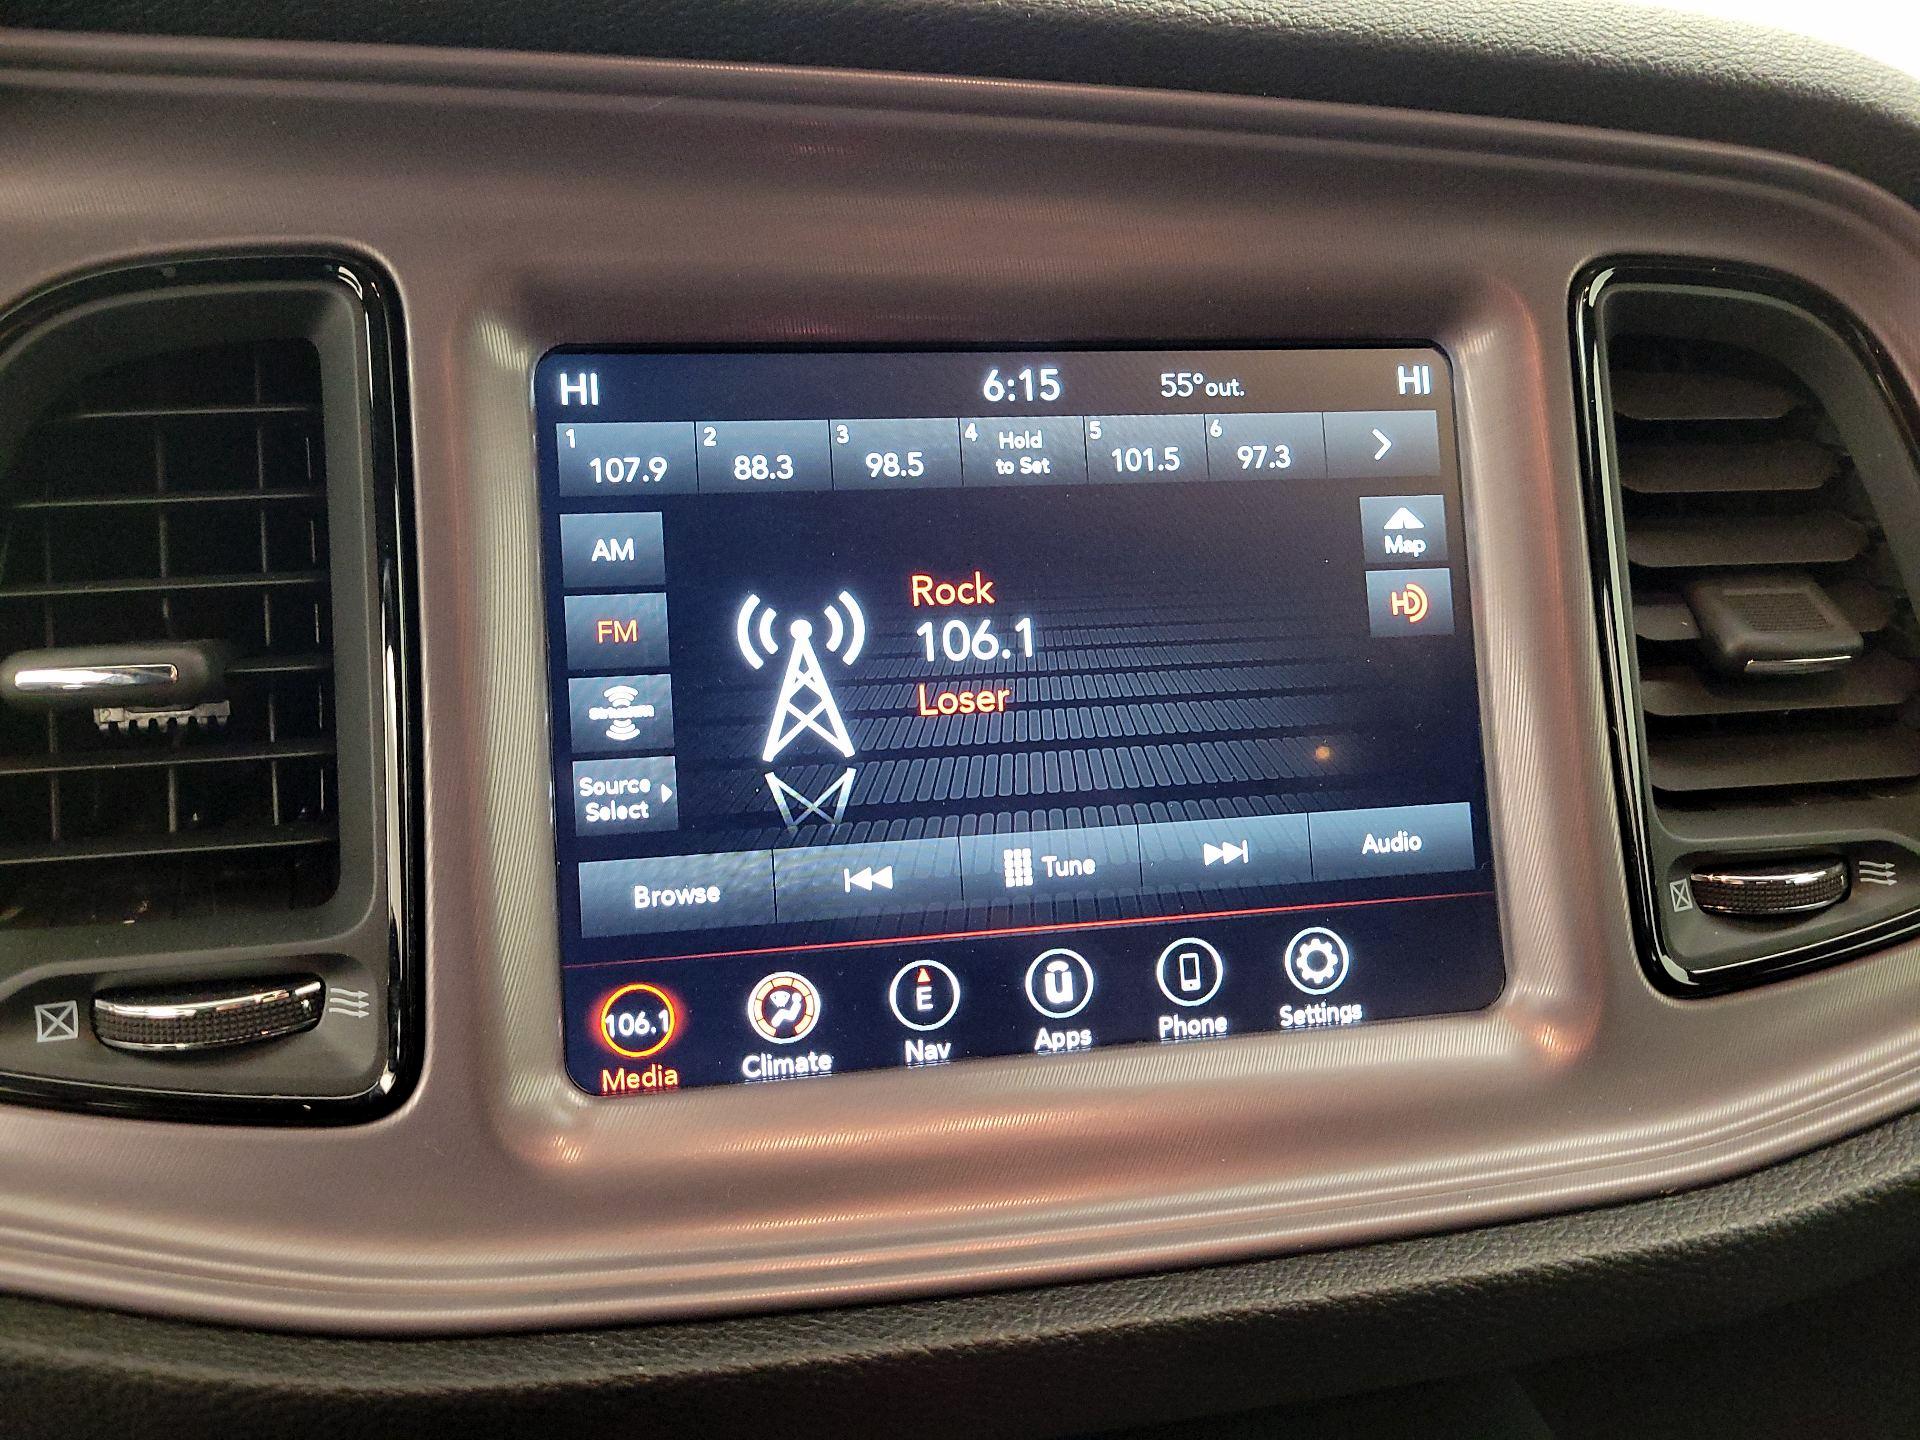 HI 6:15 55° out. HI
1 107.9 2 88.3 3 98.5 4 Hold to Set 5 101.5 6 97.3
AM
Map
FM
HD
Rock
106.1
Loser
Source
Select
Browse Tune Audio
106.1 E
Media Climate Nav Apps Phone Settings